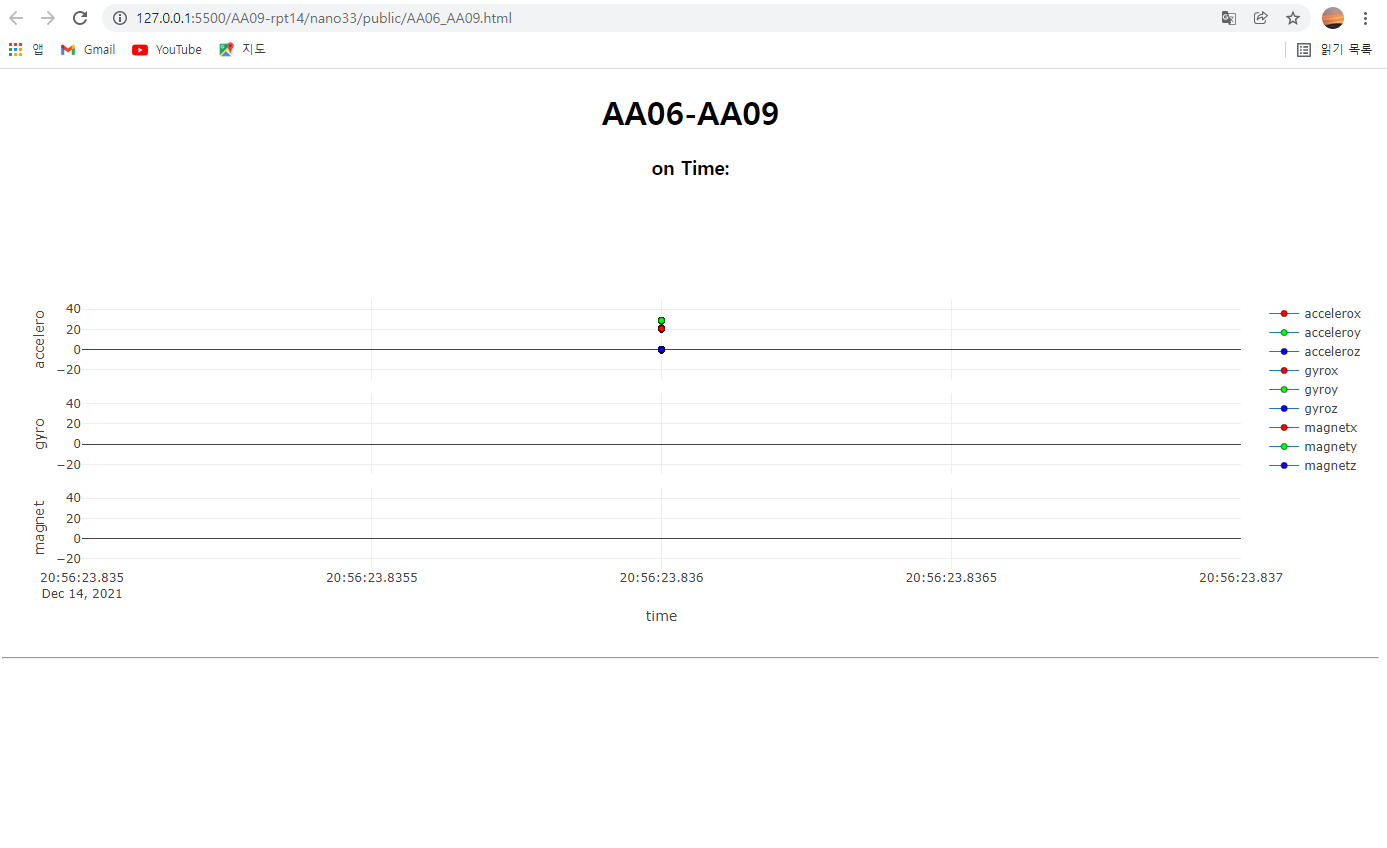 127.0.0.1:5500/AA09-rpt14/nano33/public/AA06_AA09.html
앱 Gmail YouTube 지도 읽기 목록
AA06-AA09
on Time:
accelero
40
20
0
−20
gyro
40
20
0
−20
magnet
40
20
0
−20
20:56:23.835 20:56:23.8355 20:56:23.836 20:56:23.8365 20:56:23.837
Dec 14, 2021
time
accelerox
acceleroy
acceleroz
gyrox
gyroy
gyroz
magnetx
magnety
magnetz